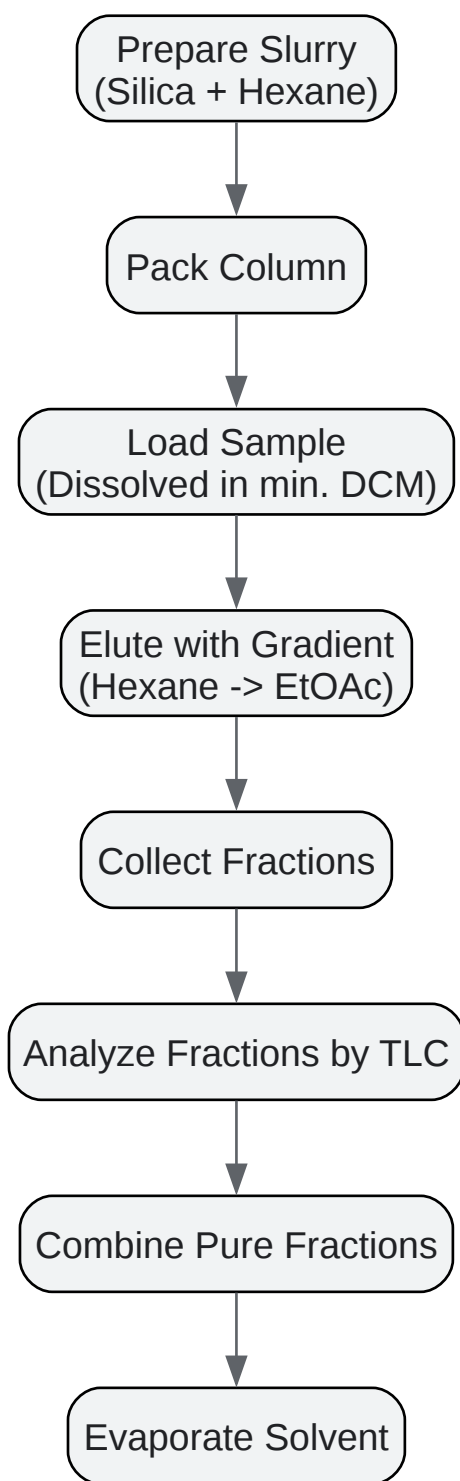 Prepare Slurry
(Silica + Hexane)
Pack Column
Load Sample
(Dissolved in min. DCM)
Elute with Gradient
(Hexane -> EtOAc)
Collect Fractions
Analyze Fractions by TLC
Combine Pure Fractions
Evaporate Solvent